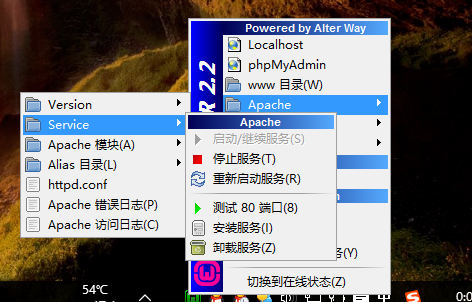 Powered by Alter Way
Localhost
phpMyAdmin
www 目录(W)
Apache
R 2.2
Version
Service
Apache 模块(A)
Alias 目录(L)
httpd.conf
Apache 错误日志(P)
Apache 访问日志(C)
Apache
启动/继续服务(S)
停止服务(T)
重新启动服务(R)
测试 80 端口(8)
安装服务(I)
卸载服务(Z)
(Y)
切换到在线状态(Z)
54℃
中